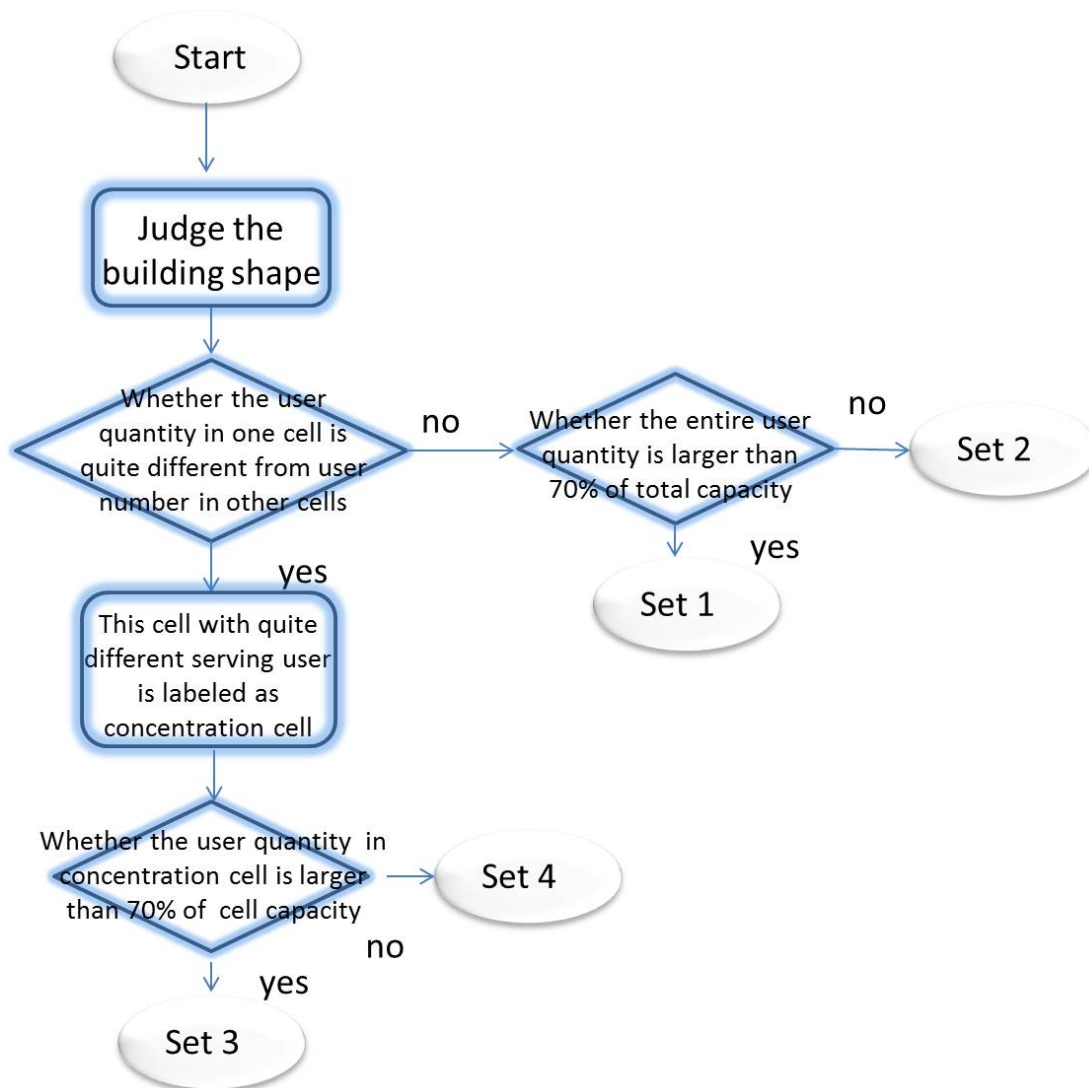 Start
Judge the
building shape
Whether the user
quantity in one cell is
quite different from user
number in other cells
no
Whether the entire user
quantity is larger than
70% of total capacity
no
Set 2
yes
Set 1
yes
This cell with quite
different serving user
is labeled as
concentration cell
Whether the user quantity in
concentration cell is larger
than 70% of cell capacity
Set 4
no
yes
Set 3